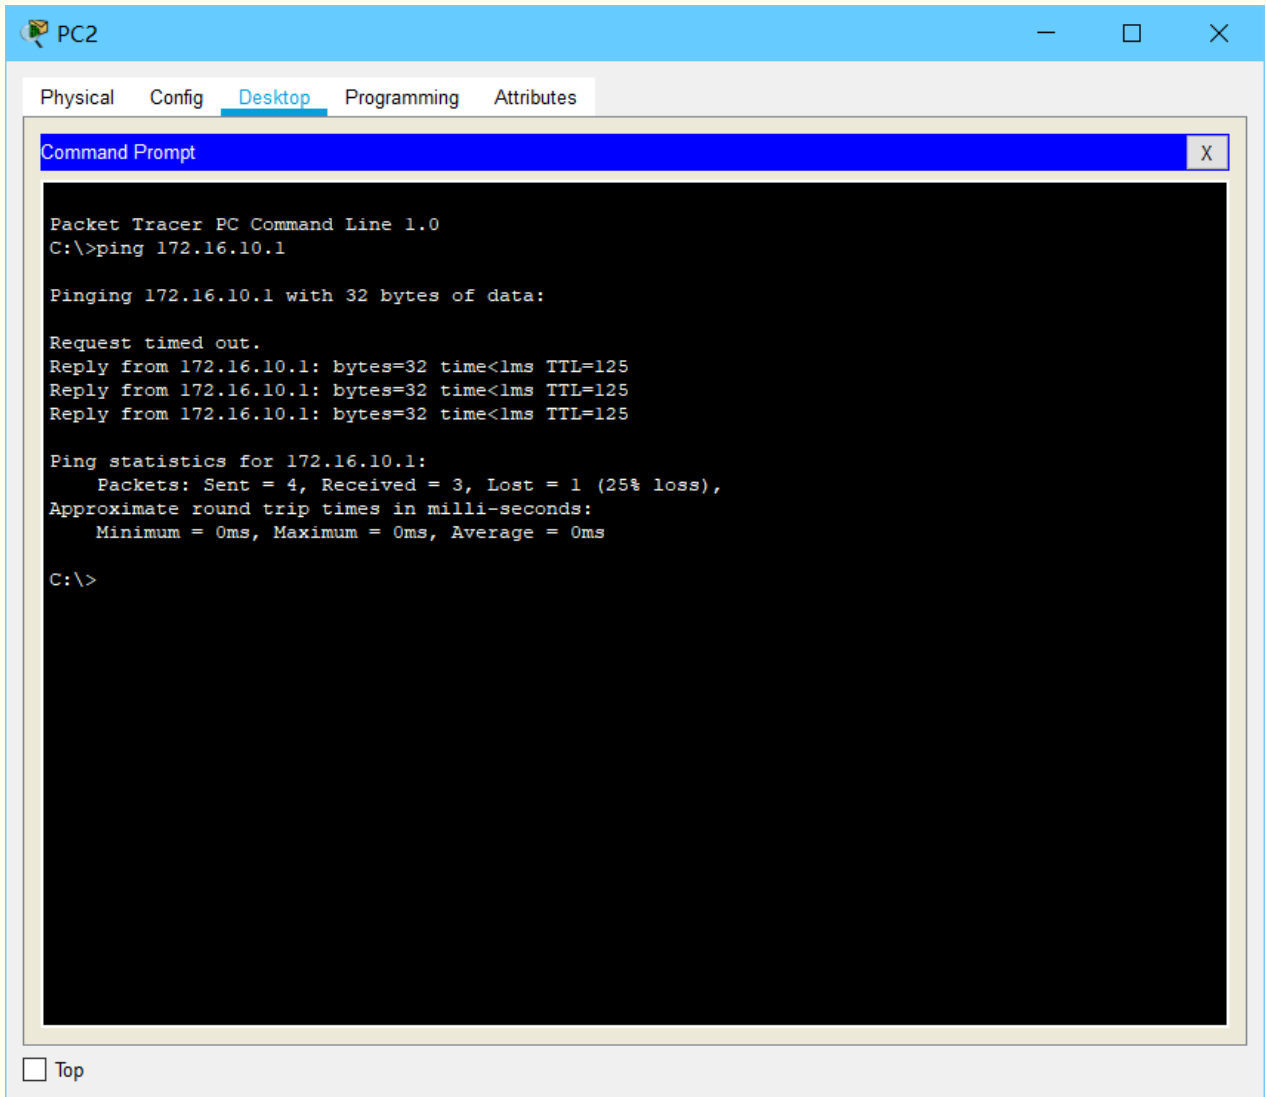 PC2
Physical Config Desktop Programming Attributes
Command Prompt
X
Packet Tracer PC Command Line 1.0
C:\>ping 172.16.10.1
Pinging 172.16.10.1 with 32 bytes of data:
Request timed out.
Reply from 172.16.10.1: bytes=32 time<1ms TTL=125
Reply from 172.16.10.1: bytes=32 time<1ms TTL=125
Reply from 172.16.10.1: bytes=32 time<1ms TTL=125
Ping statistics for 172.16.10.1:
    Packets: Sent = 4, Received = 3, Lost = 1 (25% loss),
Approximate round trip times in milli-seconds:
    Minimum = 0ms, Maximum = 0ms, Average = 0ms
C:\>
Top